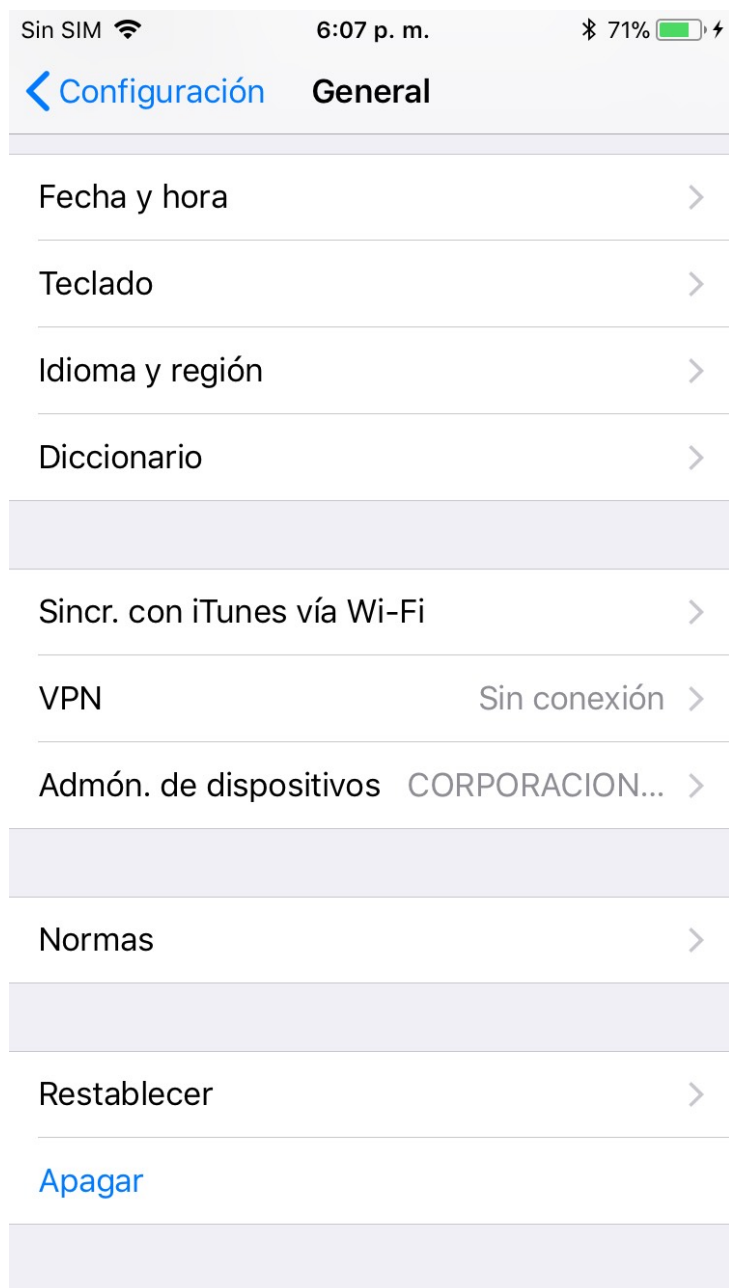 Sin SIM 6:07 p. m. 71%
Configuración General
Fecha y hora
Teclado
Idioma y región
Diccionario
Sincr. con iTunes vía Wi-Fi
VPN Sin conexión
Admón. de dispositivos CORPORACION...
Normas
Restablecer
Apagar